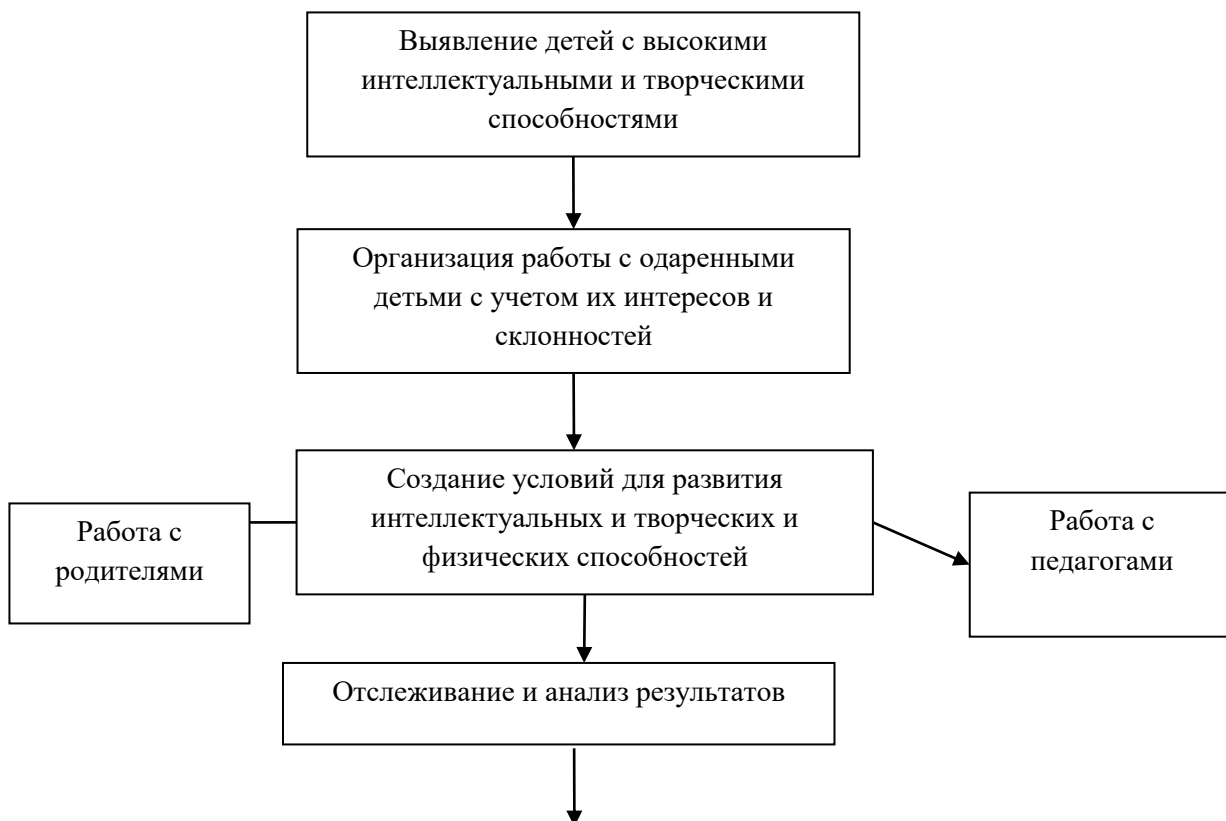 Выявление детей с высокими
интеллектуальными и творческими
способностями
Организация работы с одаренными
детьми с учетом их интересов и
склонностей
Создание условий для развития
интеллектуальных и творческих и
физических способностей
Работа с
родителями
Работа с
педагогами
Отслеживание и анализ результатов